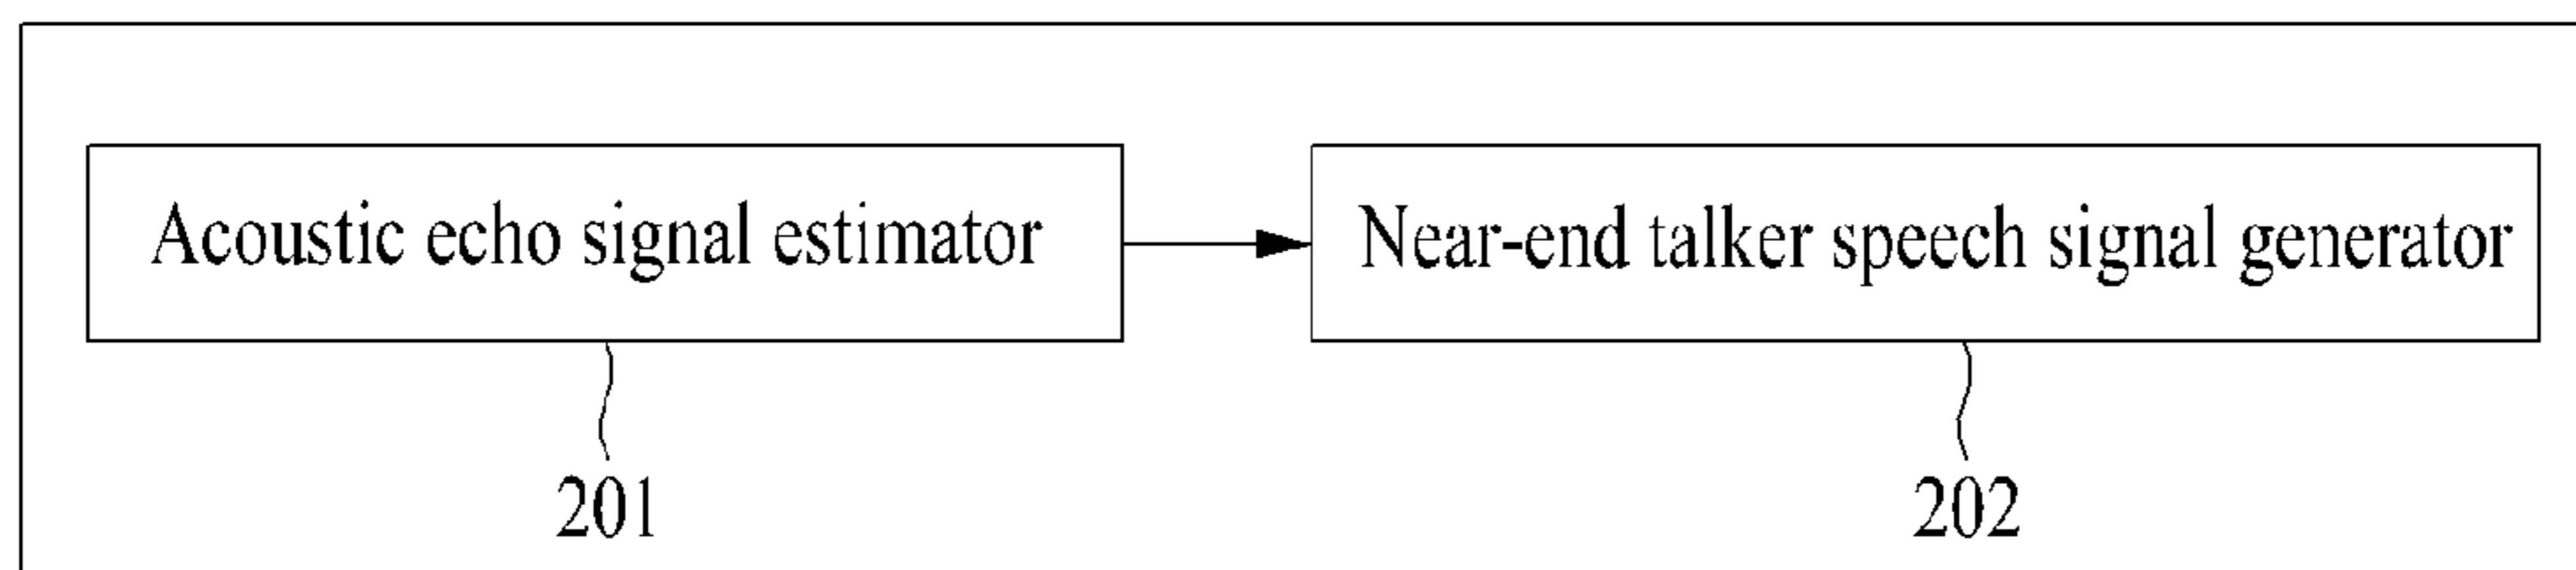 Acoustic echo signal estimator
Near-end talker speech signal generator
201
202